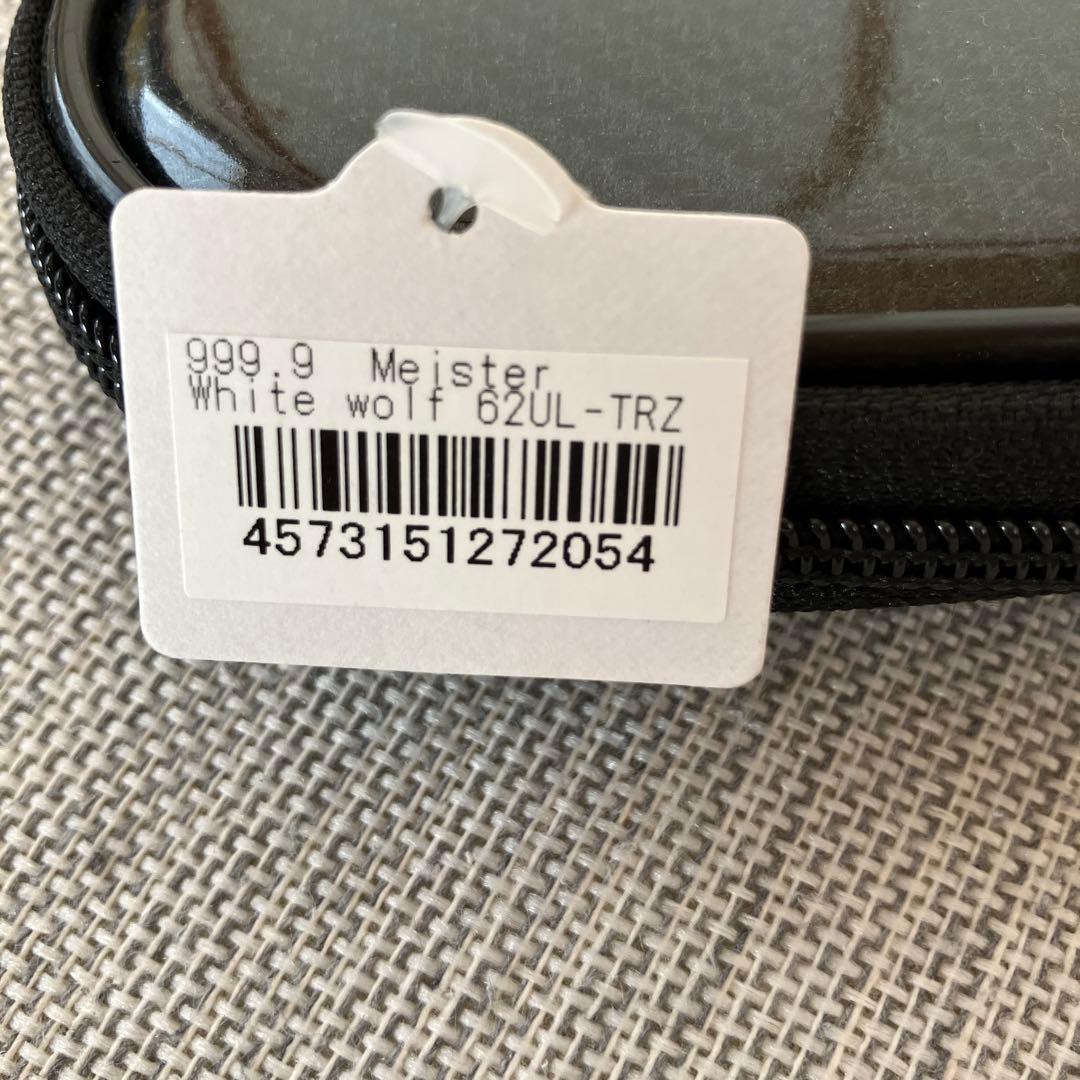 999.9 Meister
White wolf 62UL-TRZ
4573151272054